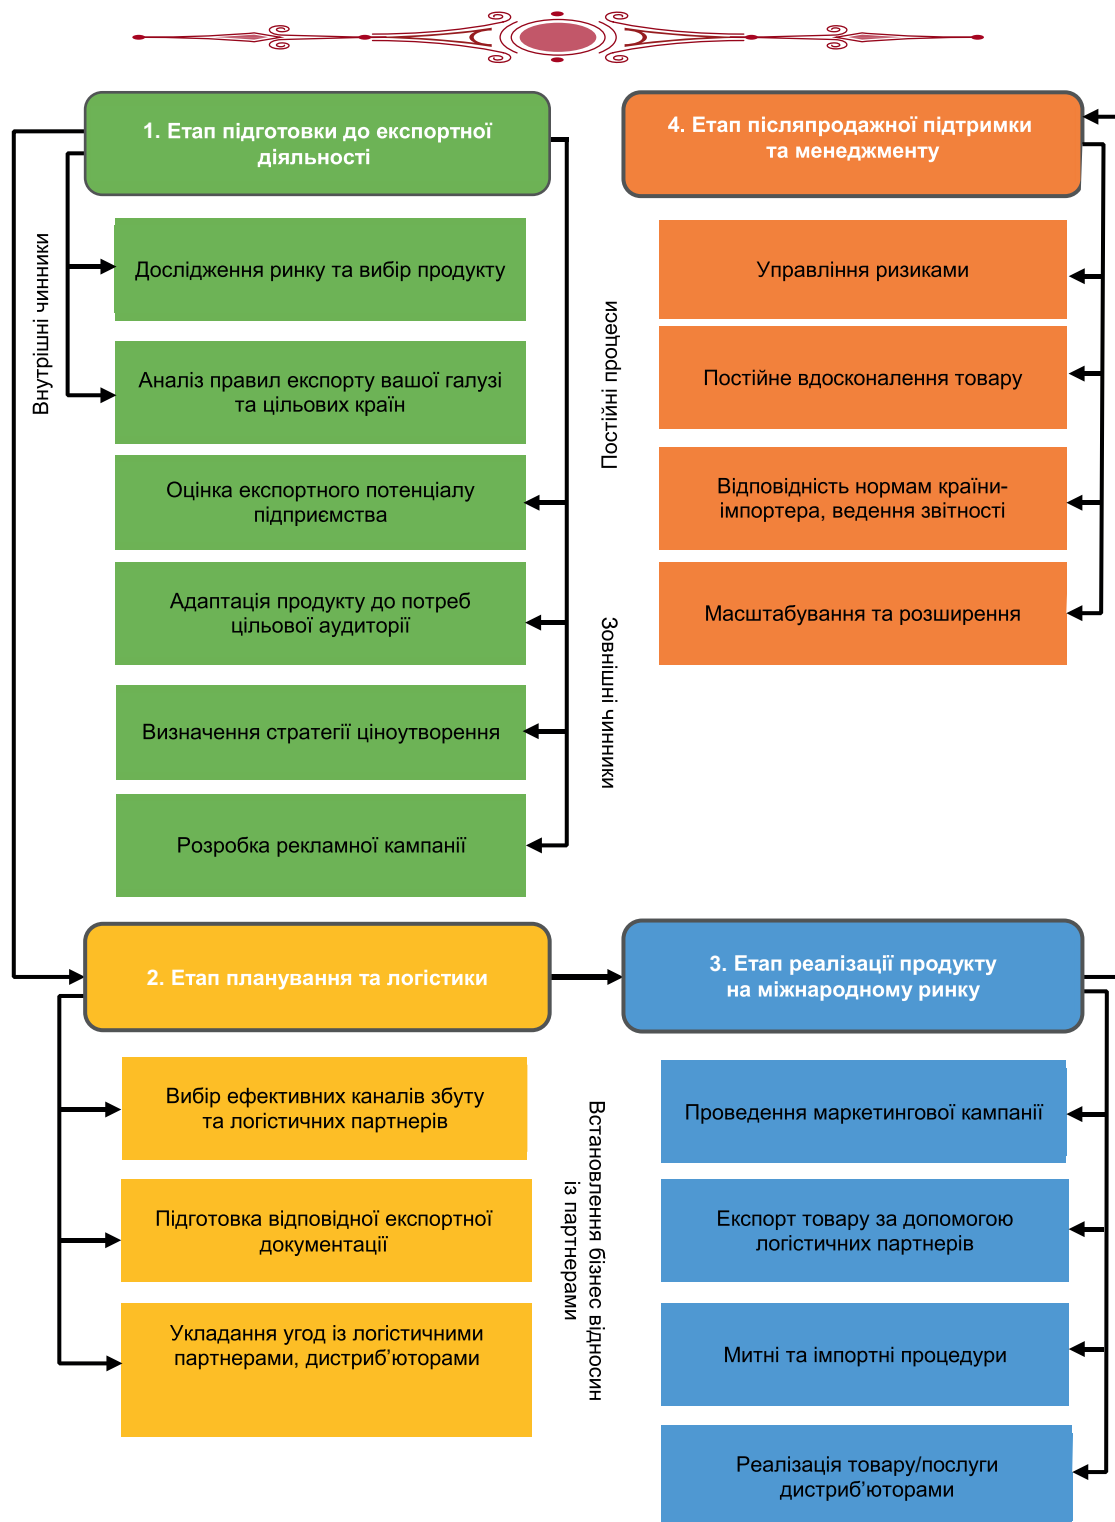 1. Етап підготовки до експортної
діяльності
Внутрішні чинники
Дослідження ринку та вибір продукту
Аналіз правил експорту вашої галузі
та цільових країн
Оцінка експортного потенціалу
підприємства
Адаптація продукту до потреб
цільової аудиторії
Визначення стратегії ціноутворення
Розробка рекламної кампанії
Зовнішні чинники
Постійні процеси
4. Етап післяпродажної підтримки
та менеджменту
Управління ризиками
Постійне вдосконалення товару
Відповідність нормам країни-
імпортера, ведення звітності
Масштабування та розширення
2. Етап планування та логістики
Вибір ефективних каналів збуту
та логістичних партнерів
Підготовка відповідної експортної
документації
Укладання угод із логістичними
партнерами, дистриб’юторами
Встановлення бізнес відносин
із партнерами
3. Етап реалізації продукту
на міжнародному ринку
Проведення маркетингової кампанії
Експорт товару за допомогою
логістичних партнерів
Митні та імпортні процедури
Реалізація товару/послуги
дистриб’юторами